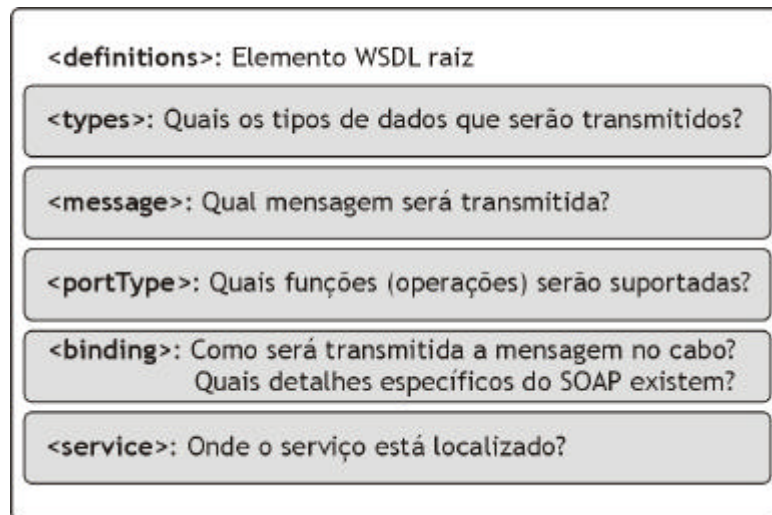 <definitions>: Elemento WSDL raíz
<types>: Quais os tipos de dados que serão transmitidos?
<message>: Qual mensagem será transmitida?
<portType>: Quais funções (operações) serão suportadas?
<binding>: Como será transmitida a mensagem no cabo?
Quais detalhes específicos do SOAP existem?
<service>: Onde o serviço está localizado?